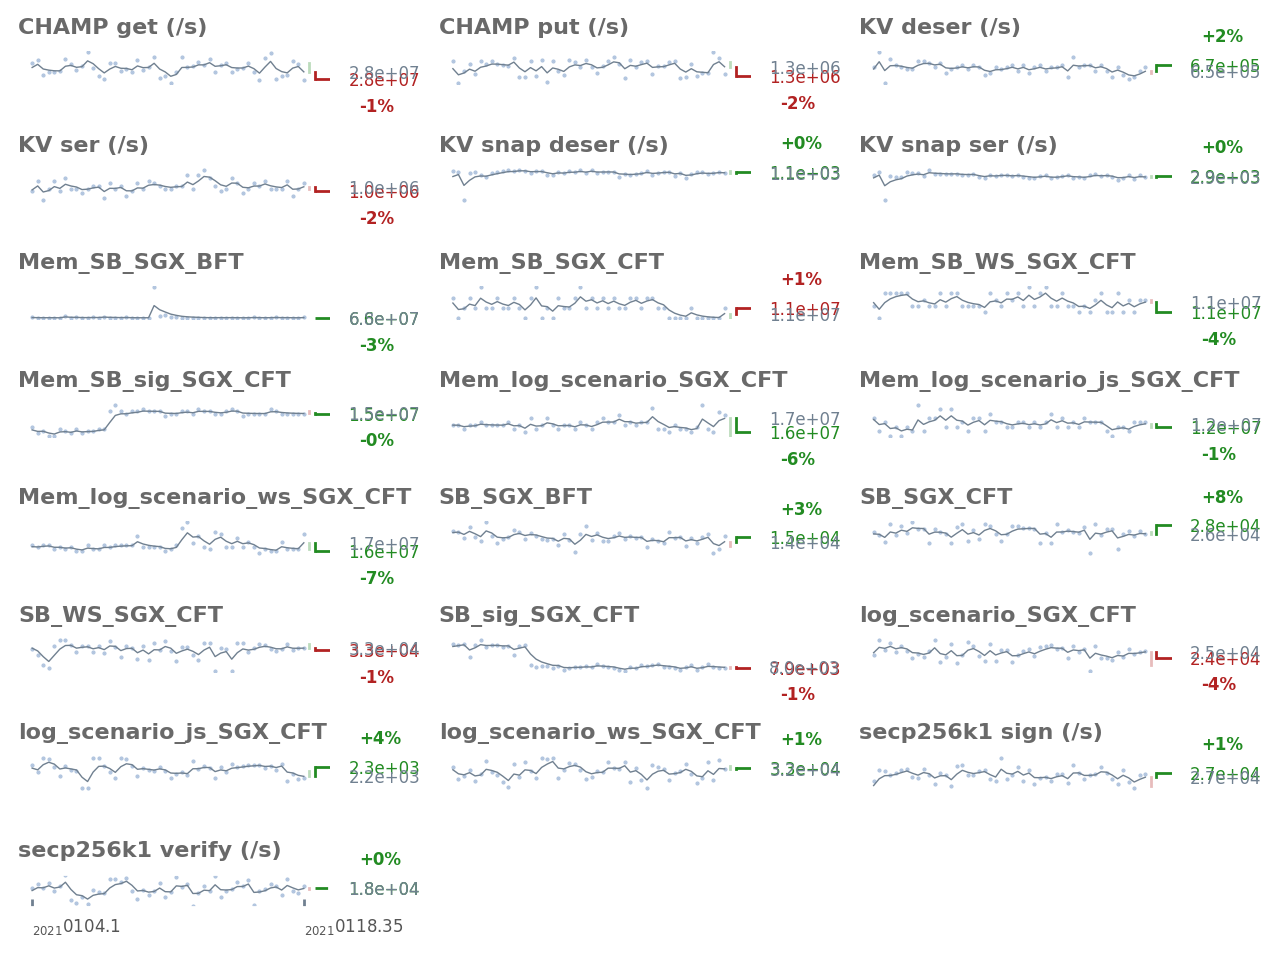 CHAMP get (/s)
2.8e+07
2.8e+07
-1%
CHAMP put (/s)
1.3e+06
1.3e+06
-2%
KV deser (/s)
+2%
6.7e+05
6.5e+05
KV ser (/s)
1.0e+06
1.0e+06
-2%
KV snap deser (/s)
+0%
1.1e+03
KV snap ser (/s)
+0%
2.9e+03
2.9e+03
Mem_SB_SGX_BFT
6.6e+07
-3%
Mem_SB_SGX_CFT
+1%
1.1e+07
1.1e+07
Mem_SB_WS_SGX_CFT
1.1e+07
1.1e+07
-4%
Mem_SB_sig_SGX_CFT
1.5e+07
-0%
Mem_log_scenario_SGX_CFT
1.7e+07
1.6e+07
-6%
Mem_log_scenario_js_SGX_CFT
1.2e+07
1.2e+07
-1%
Mem_log_scenario_ws_SGX_CFT
1.7e+07
1.6e+07
-7%
SB_SGX_BFT
+3%
1.5e+04
1.4e+04
SB_SGX_CFT
+8%
2.8e+04
2.6e+04
SB_WS_SGX_CFT
3.3e+04
3.3e+04
-1%
SB_sig_SGX_CFT
8.0e+03
7.9e+03
-1%
log_scenario_SGX_CFT
2.5e+04
2.4e+04
-4%
log_scenario_js_SGX_CFT
+4%
2.3e+03
2.2e+03
log_scenario_ws_SGX_CFT
+1%
3.2e+04
secp256k1 sign (/s)
+1%
2.7e+04
2.7e+04
secp256k1 verify (/s)
+0%
1.8e+04
20210104.1
20210118.35